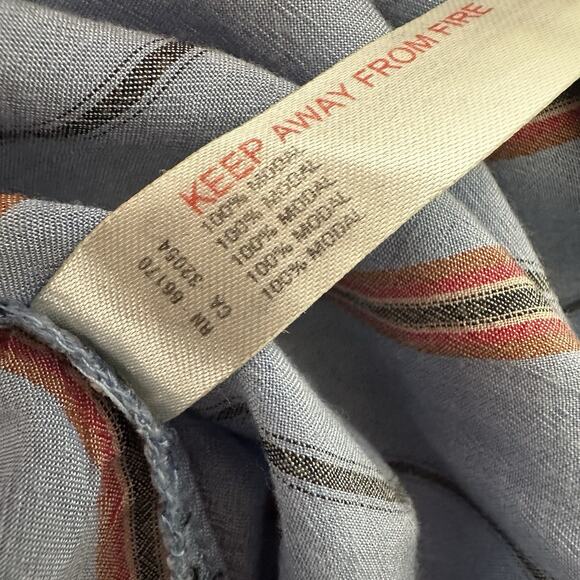 KEEP AWAY FROM FIRE
100% MODAL
100% MODAL
100% MODAL
100% MODAL
100% MODAL
RN 66170
CA 32054